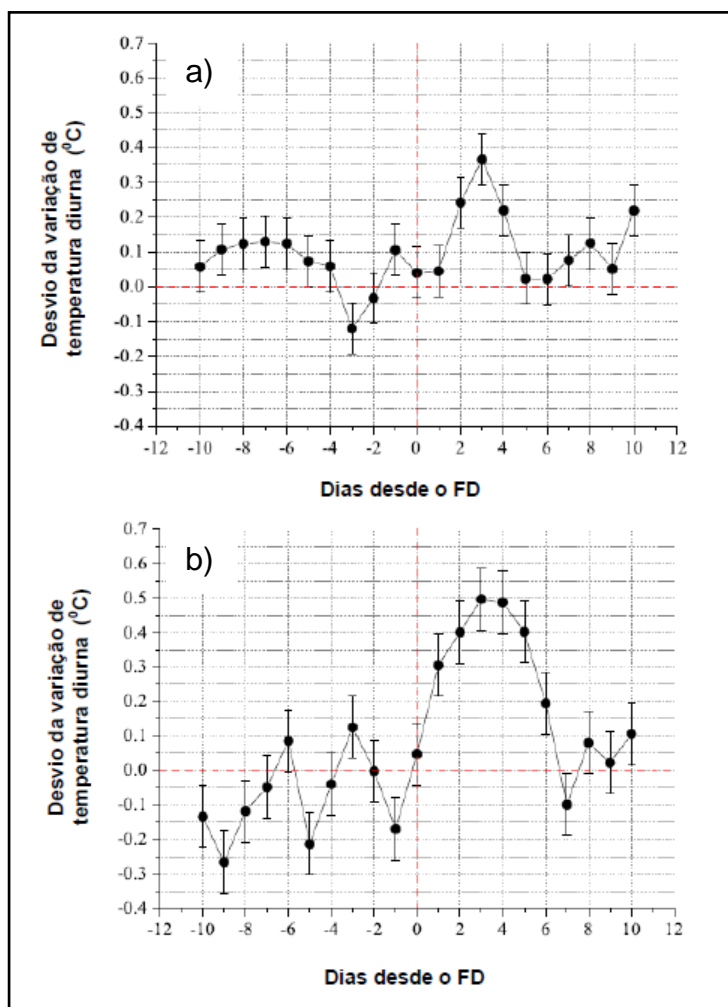 a)
0.7
0.6
0.5
0.4
0.3
0.2
0.1
0.0
-0.1
-0.2
-0.3
-0.4
Desvio da variação de
temperatura diurna (⁰C)
-12 -10 -8 -6 -4 -2 0 2 4 6 8 10 12
Dias desde o FD
b)
0.7
0.6
0.5
0.4
0.3
0.2
0.1
0.0
-0.1
-0.2
-0.3
-0.4
Desvio da variação de
temperatura diurna (⁰C)
-12 -10 -8 -6 -4 -2 0 2 4 6 8 10 12
Dias desde o FD